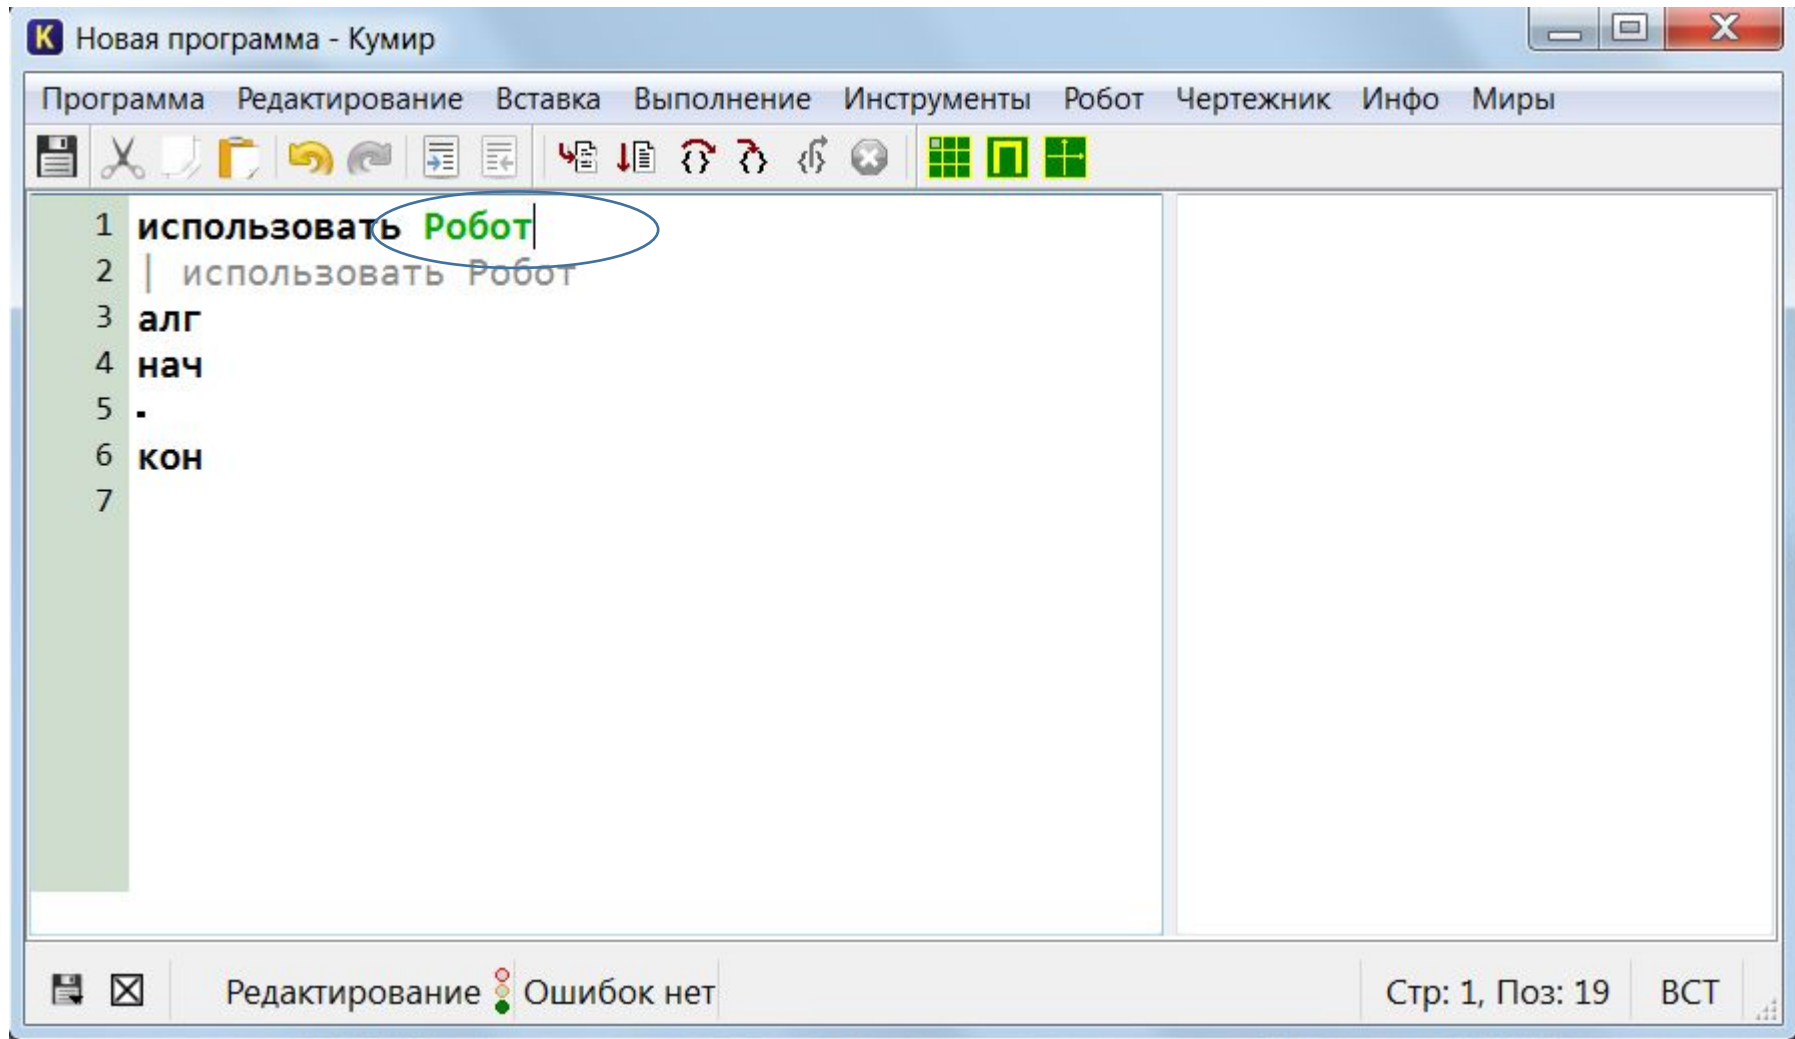 K Новая программа - Кумир
Программа Редактирование Вставка Выполнение Инструменты Робот Чертежник Инфо Миры
1 использовать Робот
2 | использовать Робот
3 алг
4 нач
5 .
6 кон
7
Редактирование Ошибок нет Стр: 1, Поз: 19 ВСТ